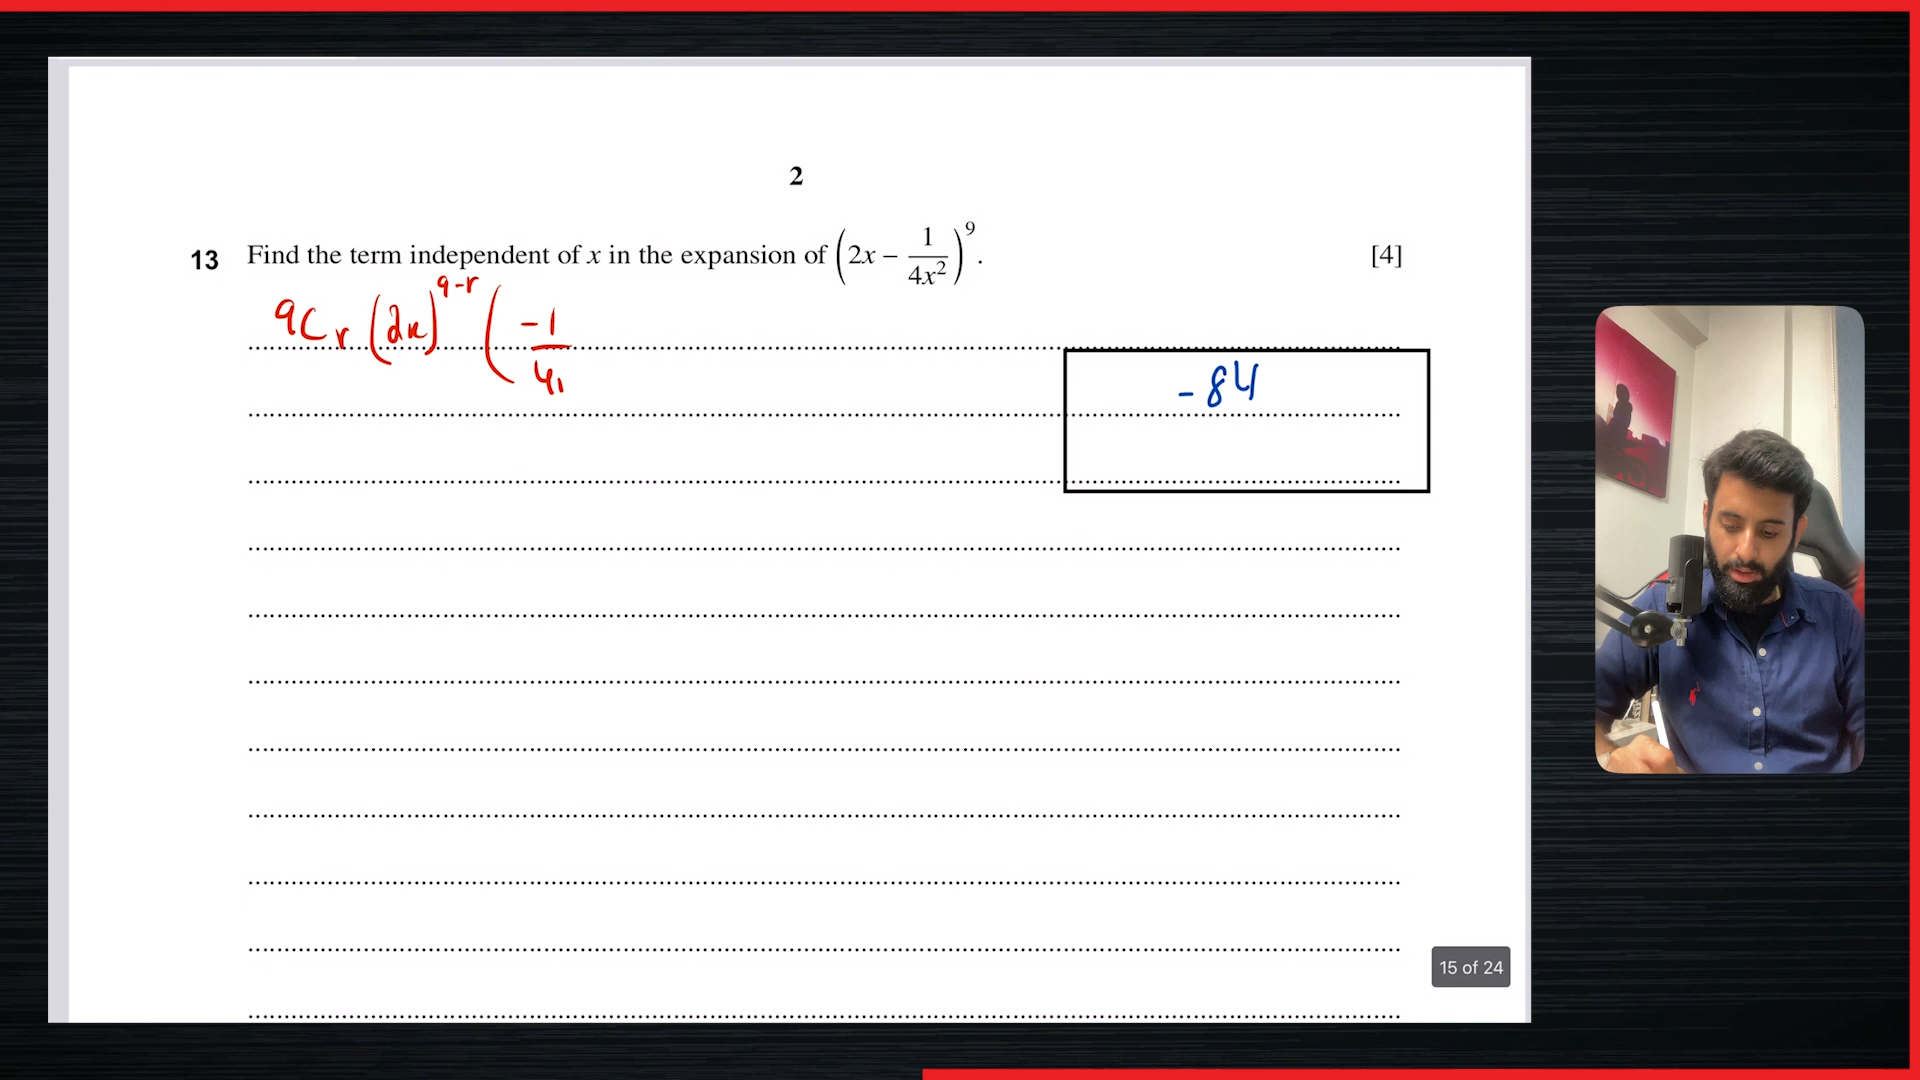 2
13 Find the term independent of x in the expansion of (2x − 1/4x²)⁹. [4]
9Cr (2x)^9-r ( -1/4
-84
15 of 24